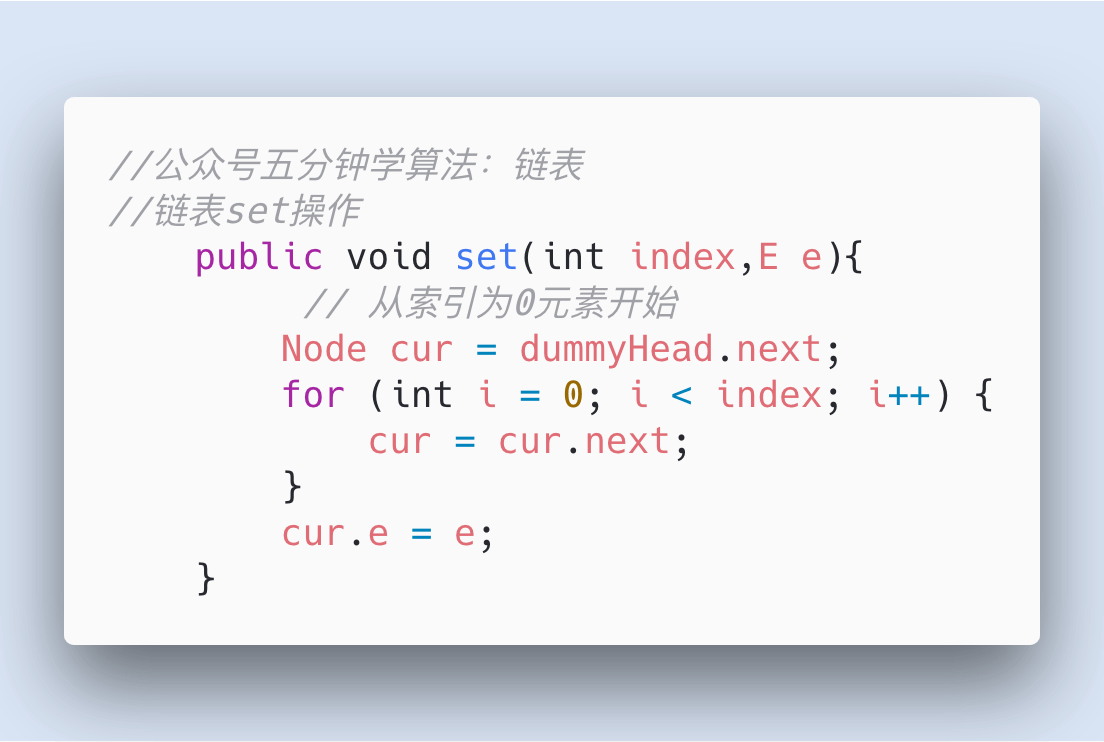 //公众号五分钟学算法：链表
//链表set操作
    public void set(int index,E e){
         // 从索引为0元素开始
        Node cur = dummyHead.next;
        for (int i = 0; i < index; i++) {
            cur = cur.next;
        }
        cur.e = e;
    }